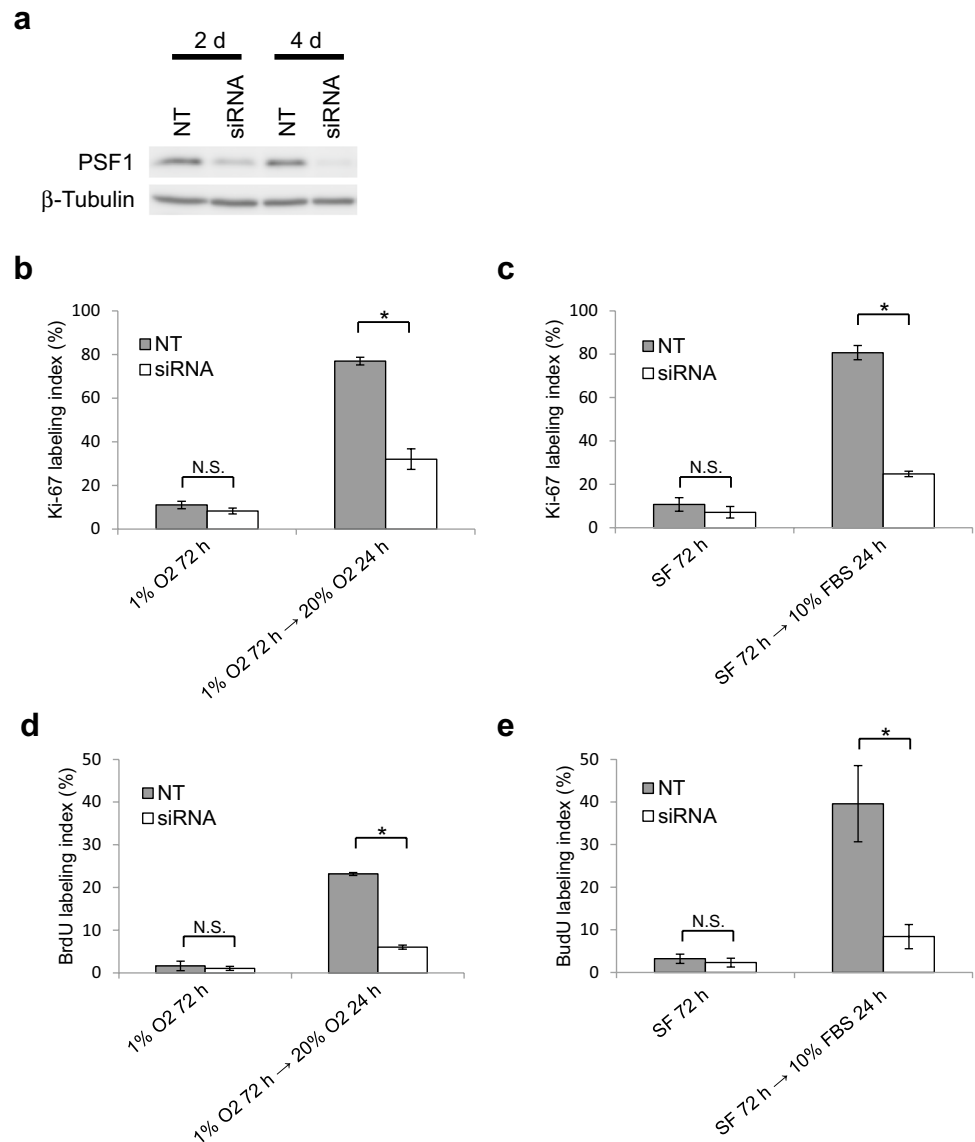 a
2 d
4 d
NT
siRNA
NT
siRNA
PSF1
β-Tubulin
b
Ki-67 labeling index (%)
100
80
60
40
20
0
NT
siRNA
N.S.
*
1% O2 72 h
1% O2 72 h → 20% O2 24 h
c
Ki-67 labeling index (%)
100
80
60
40
20
0
NT
siRNA
N.S.
*
SF 72 h
SF 72 h → 10% FBS 24 h
d
BrdU labeling index (%)
50
40
30
20
10
0
NT
siRNA
N.S.
*
1% O2 72 h
1% O2 72 h → 20% O2 24 h
e
BudU labeling index (%)
50
40
30
20
10
0
NT
siRNA
N.S.
*
SF 72 h
SF 72 h → 10% FBS 24 h